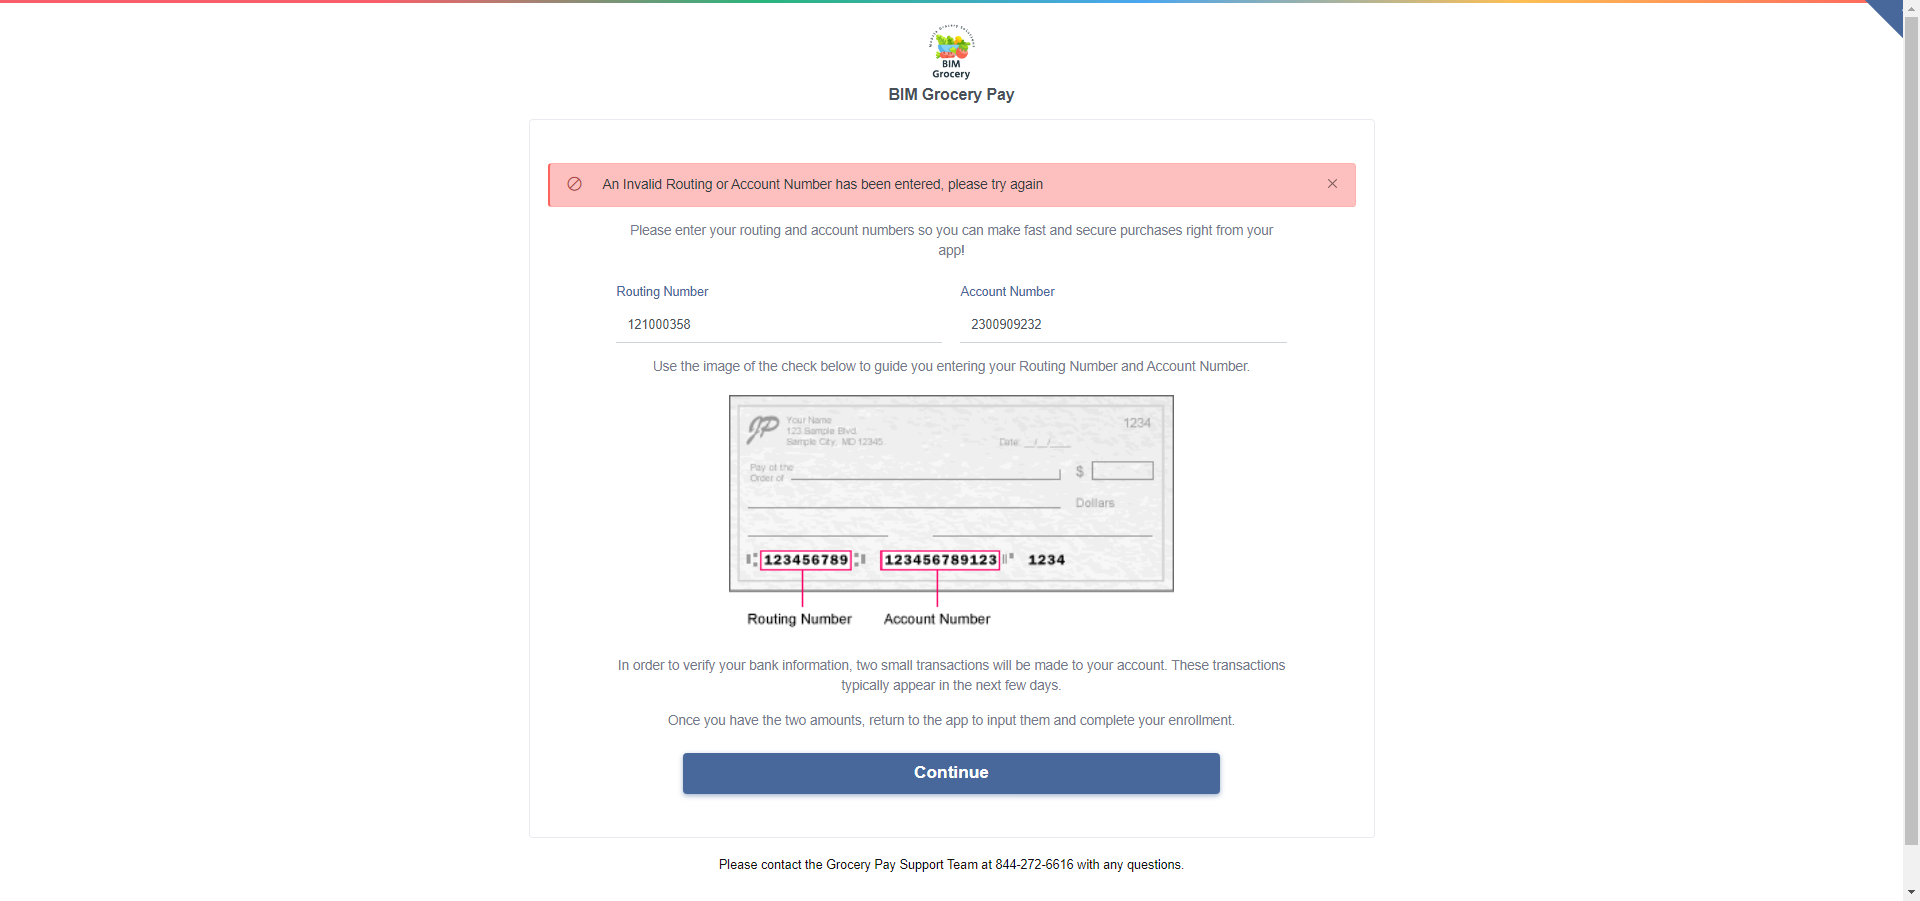 BIM
Grocery
BIM Grocery Pay
An Invalid Routing or Account Number has been entered, please try again
Please enter your routing and account numbers so you can make fast and secure purchases right from your
app!
Routing Number
Account Number
121000358
2300909232
Use the image of the check below to guide you entering your Routing Number and Account Number.
JP
Your Name
123 Sample Blvd.
Sample City, MD 12345
1234
Date: __/__/____
Pay ot the
Order of
$
Dollars
123456789
123456789123
1234
Routing Number
Account Number
In order to verify your bank information, two small transactions will be made to your account. These transactions
typically appear in the next few days.
Once you have the two amounts, return to the app to input them and complete your enrollment.
Continue
Please contact the Grocery Pay Support Team at 844-272-6616 with any questions.